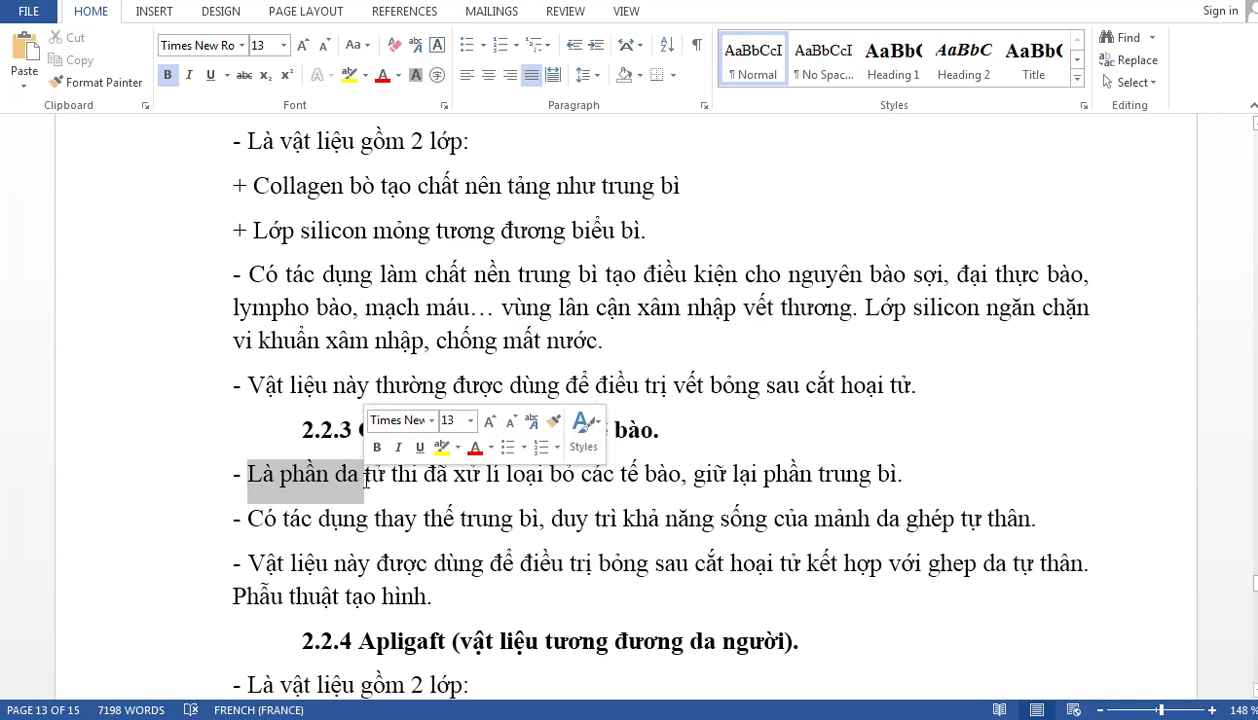 FILE HOME INSERT DESIGN PAGE LAYOUT REFERENCES MAILINGS REVIEW VIEW Sign in
Cut
Copy
Format Painter
Paste
Times New Ro 13
Aa
B I U abc x₂ x² A ab A A
AaBbCcI AaBbCcI AaBbC AaBbC AaBbC
¶ Normal ¶ No Spac... Heading 1 Heading 2 Title
Find
Replace
Select
Clipboard Font Paragraph Styles Editing
- Là vật liệu gồm 2 lớp:
+ Collagen bò tạo chất nên tảng như trung bì
+ Lớp silicon mỏng tương đương biểu bì.
- Có tác dụng làm chất nền trung bì tạo điều kiện cho nguyên bào sợi, đại thực bào,
lympho bào, mạch máu… vùng lân cận xâm nhập vết thương. Lớp silicon ngăn chặn
vi khuẩn xâm nhập, chống mất nước.
- Vật liệu này thường được dùng để điều trị vết bỏng sau cắt hoại tử.
Times New 13
Styles
B I U
2.2.3 bào.
- Là phần da tử thi đã xử lí loại bỏ các tế bào, giữ lại phần trung bì.
- Có tác dụng thay thế trung bì, duy trì khả năng sống của mảnh da ghép tự thân.
- Vật liệu này được dùng để điều trị bỏng sau cắt hoại tử kết hợp với ghep da tự thân.
Phẫu thuật tạo hình.
2.2.4 Apligaft (vật liệu tương đương da người).
- Là vật liệu gồm 2 lớp:
PAGE 13 OF 15 7198 WORDS FRENCH (FRANCE) 148 %